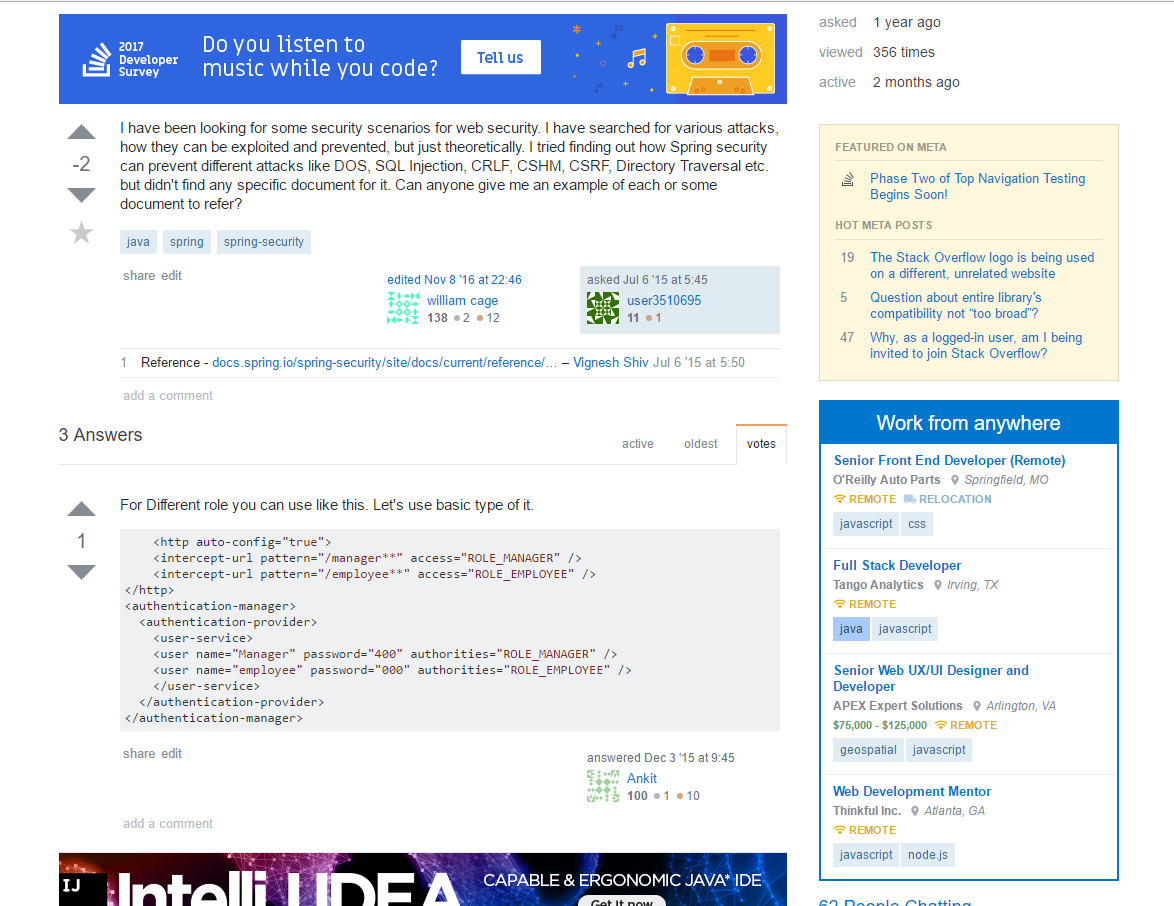 2017
Developer
Survey
Do you listen to
music while you code?
Tell us
-2
I have been looking for some security scenarios for web security. I have searched for various attacks,
how they can be exploited and prevented, but just theoretically. I tried finding out how Spring security
can prevent different attacks like DOS, SQL Injection, CRLF, CSHM, CSRF, Directory Traversal etc.
but didn't find any specific document for it. Can anyone give me an example of each or some
document to refer?
java spring spring-security
share edit
edited Nov 8 '16 at 22:46
william cage
138 2 12
asked Jul 6 '15 at 5:45
user3510695
11 1
1 Reference - docs.spring.io/spring-security/site/docs/current/reference/… – Vignesh Shiv Jul 6 '15 at 5:50
add a comment
3 Answers
active oldest votes
1
For Different role you can use like this. Let's use basic type of it.
<http auto-config="true">
<intercept-url pattern="/manager**" access="ROLE_MANAGER" />
<intercept-url pattern="/employee**" access="ROLE_EMPLOYEE" />
</http>
<authentication-manager>
<authentication-provider>
<user-service>
<user name="Manager" password="400" authorities="ROLE_MANAGER" />
<user name="employee" password="000" authorities="ROLE_EMPLOYEE" />
</user-service>
</authentication-provider>
</authentication-manager>
share edit
answered Dec 3 '15 at 9:45
Ankit
100 1 10
add a comment
IJ
IntelliJ IDEA
CAPABLE & ERGONOMIC JAVA* IDE
Get it now
asked 1 year ago
viewed 356 times
active 2 months ago
FEATURED ON META
Phase Two of Top Navigation Testing
Begins Soon!
HOT META POSTS
19 The Stack Overflow logo is being used
on a different, unrelated website
5 Question about entire library's
compatibility not “too broad”?
47 Why, as a logged-in user, am I being
invited to join Stack Overflow?
Work from anywhere
Senior Front End Developer (Remote)
O'Reilly Auto Parts Springfield, MO
REMOTE RELOCATION
javascript css
Full Stack Developer
Tango Analytics Irving, TX
REMOTE
java javascript
Senior Web UX/UI Designer and
Developer
APEX Expert Solutions Arlington, VA
$75,000 - $125,000 REMOTE
geospatial javascript
Web Development Mentor
Thinkful Inc. Atlanta, GA
REMOTE
javascript node.js
62 People Chatting